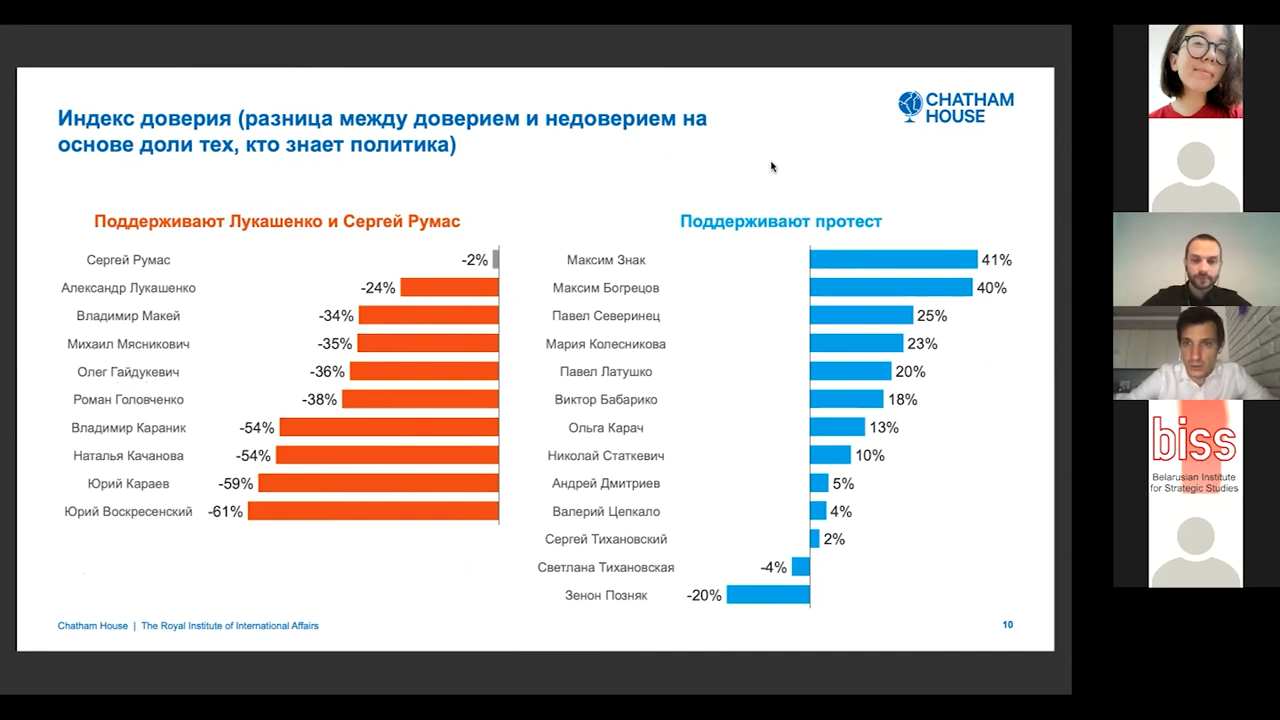 Индекс доверия (разница между доверием и недоверием на
основе доли тех, кто знает политика)
CHATHAM
HOUSE
Поддерживают Лукашенко и Сергей Румас
Сергей Румас -2%
Александр Лукашенко -24%
Владимир Макей -34%
Михаил Мясникович -35%
Олег Гайдукевич -36%
Роман Головченко -38%
Владимир Караник -54%
Наталья Качанова -54%
Юрий Караев -59%
Юрий Воскресенский -61%
Поддерживают протест
Максим Знак 41%
Максим Богрецов 40%
Павел Северинец 25%
Мария Колесникова 23%
Павел Латушко 20%
Виктор Бабарико 18%
Ольга Карач 13%
Николай Статкевич 10%
Андрей Дмитриев 5%
Валерий Цепкало 4%
Сергей Тихановский 2%
Светлана Тихановская -4%
Зенон Позняк -20%
Chatham House | The Royal Institute of International Affairs
10
biss
Belarusian Institute
for Strategic Studies